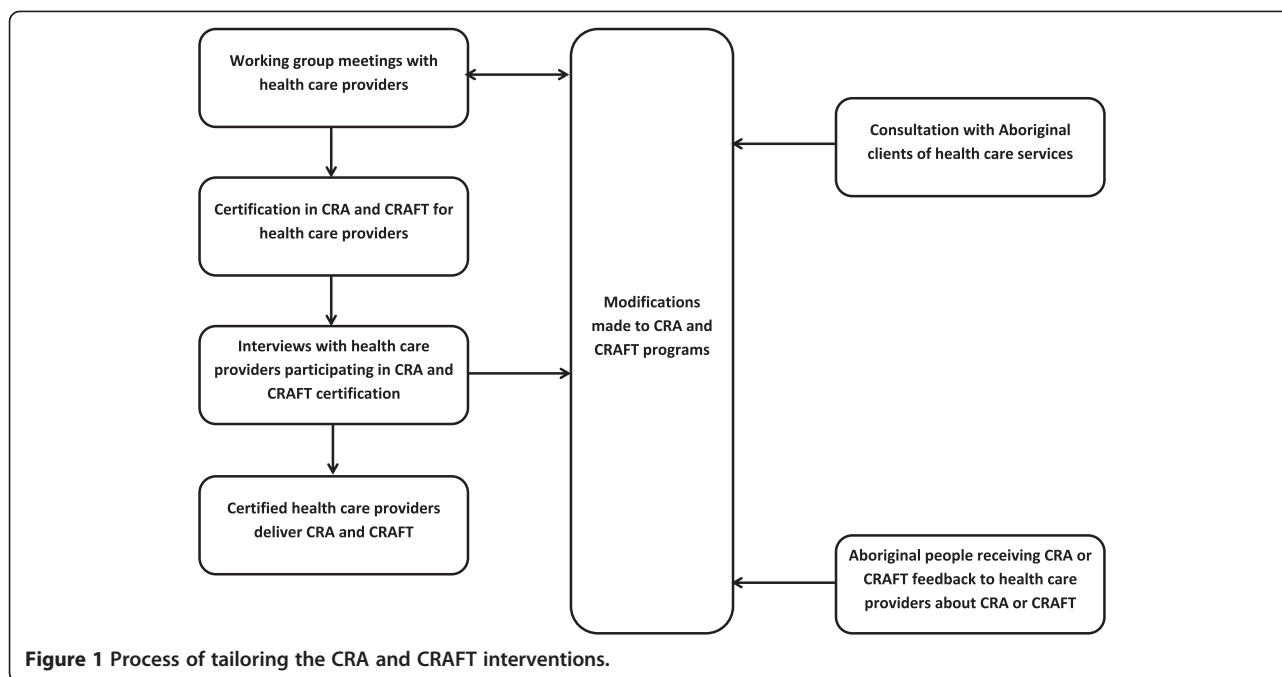 Working group meetings with
health care providers
Certification in CRA and CRAFT for
health care providers
Interviews with health care
providers participating in CRA and
CRAFT certification
Certified health care providers
deliver CRA and CRAFT
Modifications
made to CRA and
CRAFT programs
Consultation with Aboriginal
clients of health care services
Aboriginal people receiving CRA or
CRAFT feedback to health care
providers about CRA or CRAFT
Figure 1 Process of tailoring the CRA and CRAFT interventions.